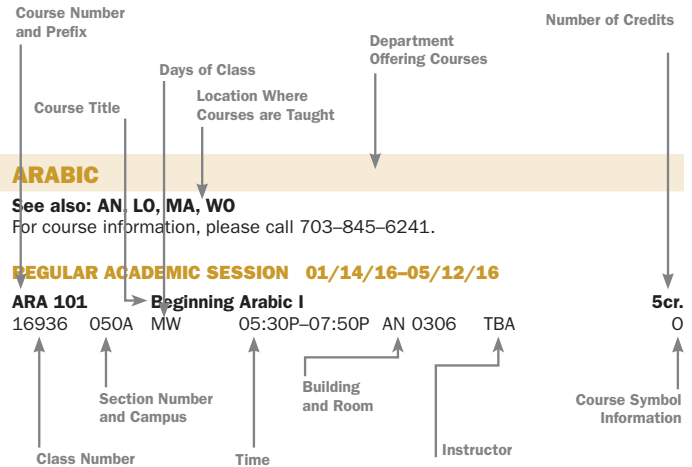 Course Number
and Prefix
Number of Credits
Department
Offering Courses
Days of Class
Location Where
Courses are Taught
Course Title
ARABIC
See also: AN, LO, MA, WO
For course information, please call 703–845–6241.
REGULAR ACADEMIC SESSION 01/14/16–05/12/16
ARA 101 Beginning Arabic I 5cr.
16936 050A MW 05:30P–07:50P AN 0306 TBA O
Section Number
and Campus
Building
and Room
Course Symbol
Information
Class Number
Time
Instructor